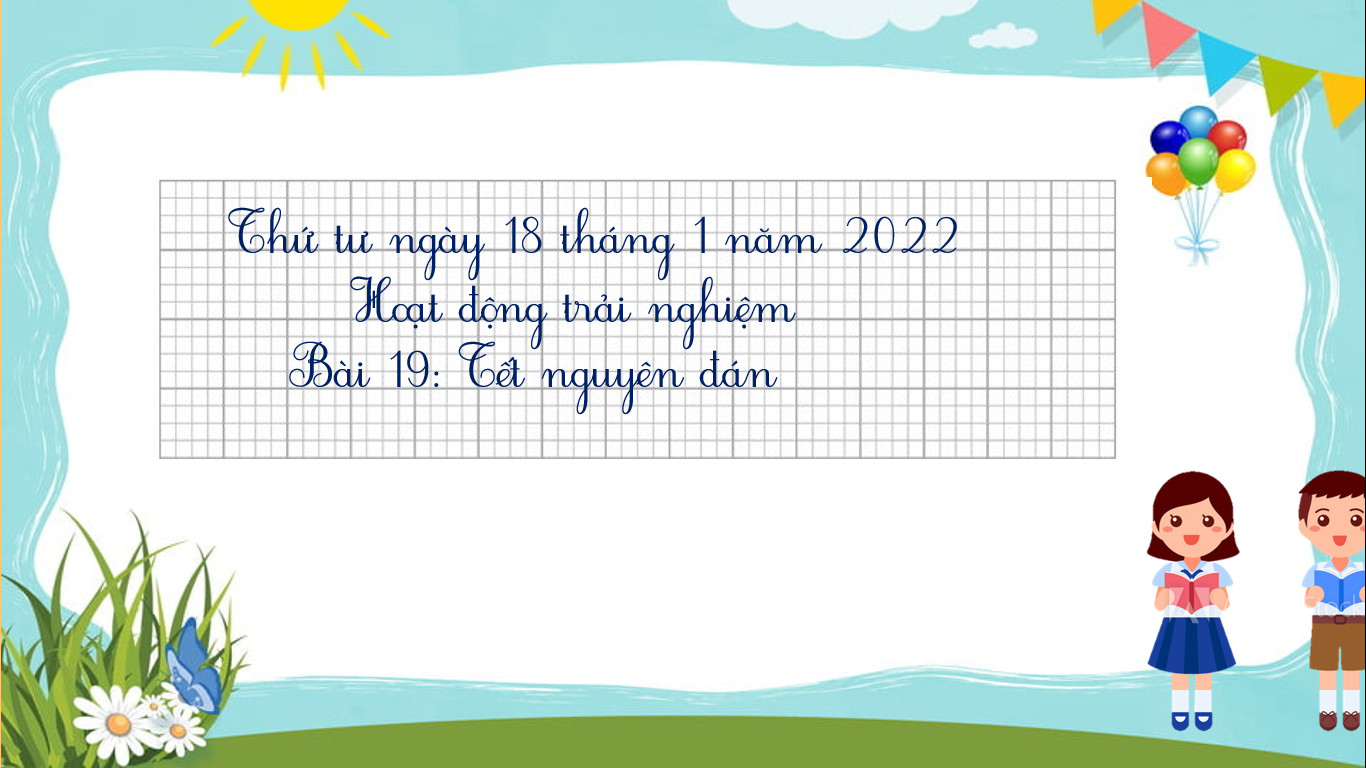 Thứ tư ngày 18 tháng 1 năm 2022
Hoạt động trải nghiệm
Bài 19: Tết nguyên đán